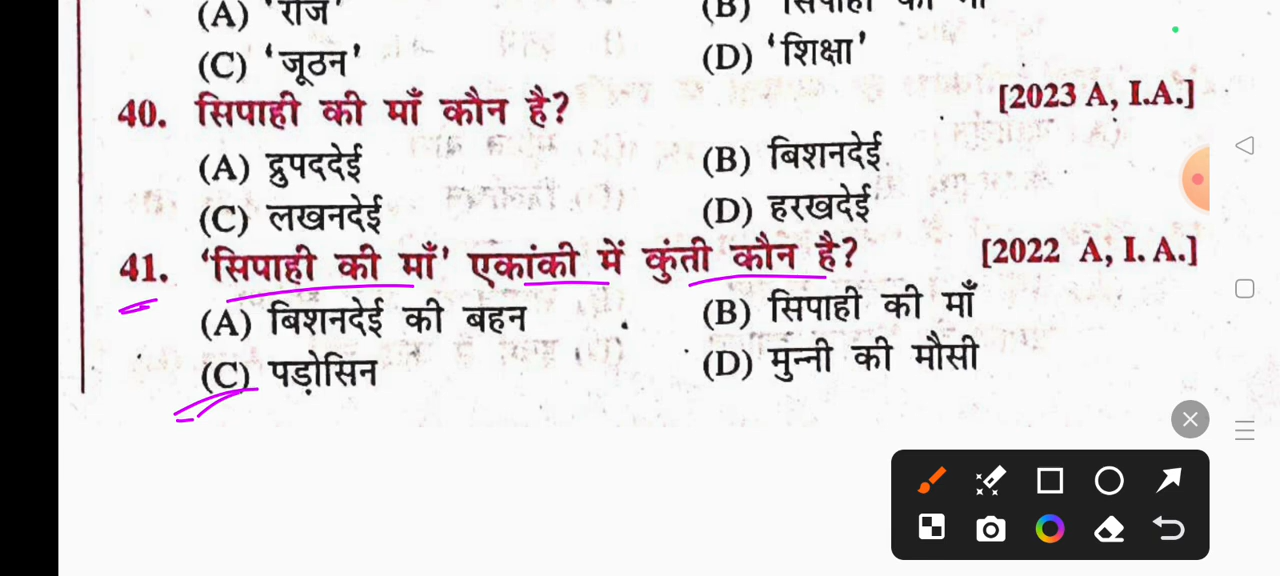 (A) 'राज' (B) 'सिपाही की माँ'
(C) 'जूठन' (D) 'शिक्षा'
40. सिपाही की माँ कौन है? [2023 A, I.A.]
(A) द्रुपददेई (B) बिशनदेई
(C) लखनदेई (D) हरखदेई
41. 'सिपाही की माँ' एकांकी में कुंती कौन है? [2022 A, I. A.]
(A) बिशनदेई की बहन (B) सिपाही की माँ
(C) पड़ोसिन (D) मुन्नी की मौसी